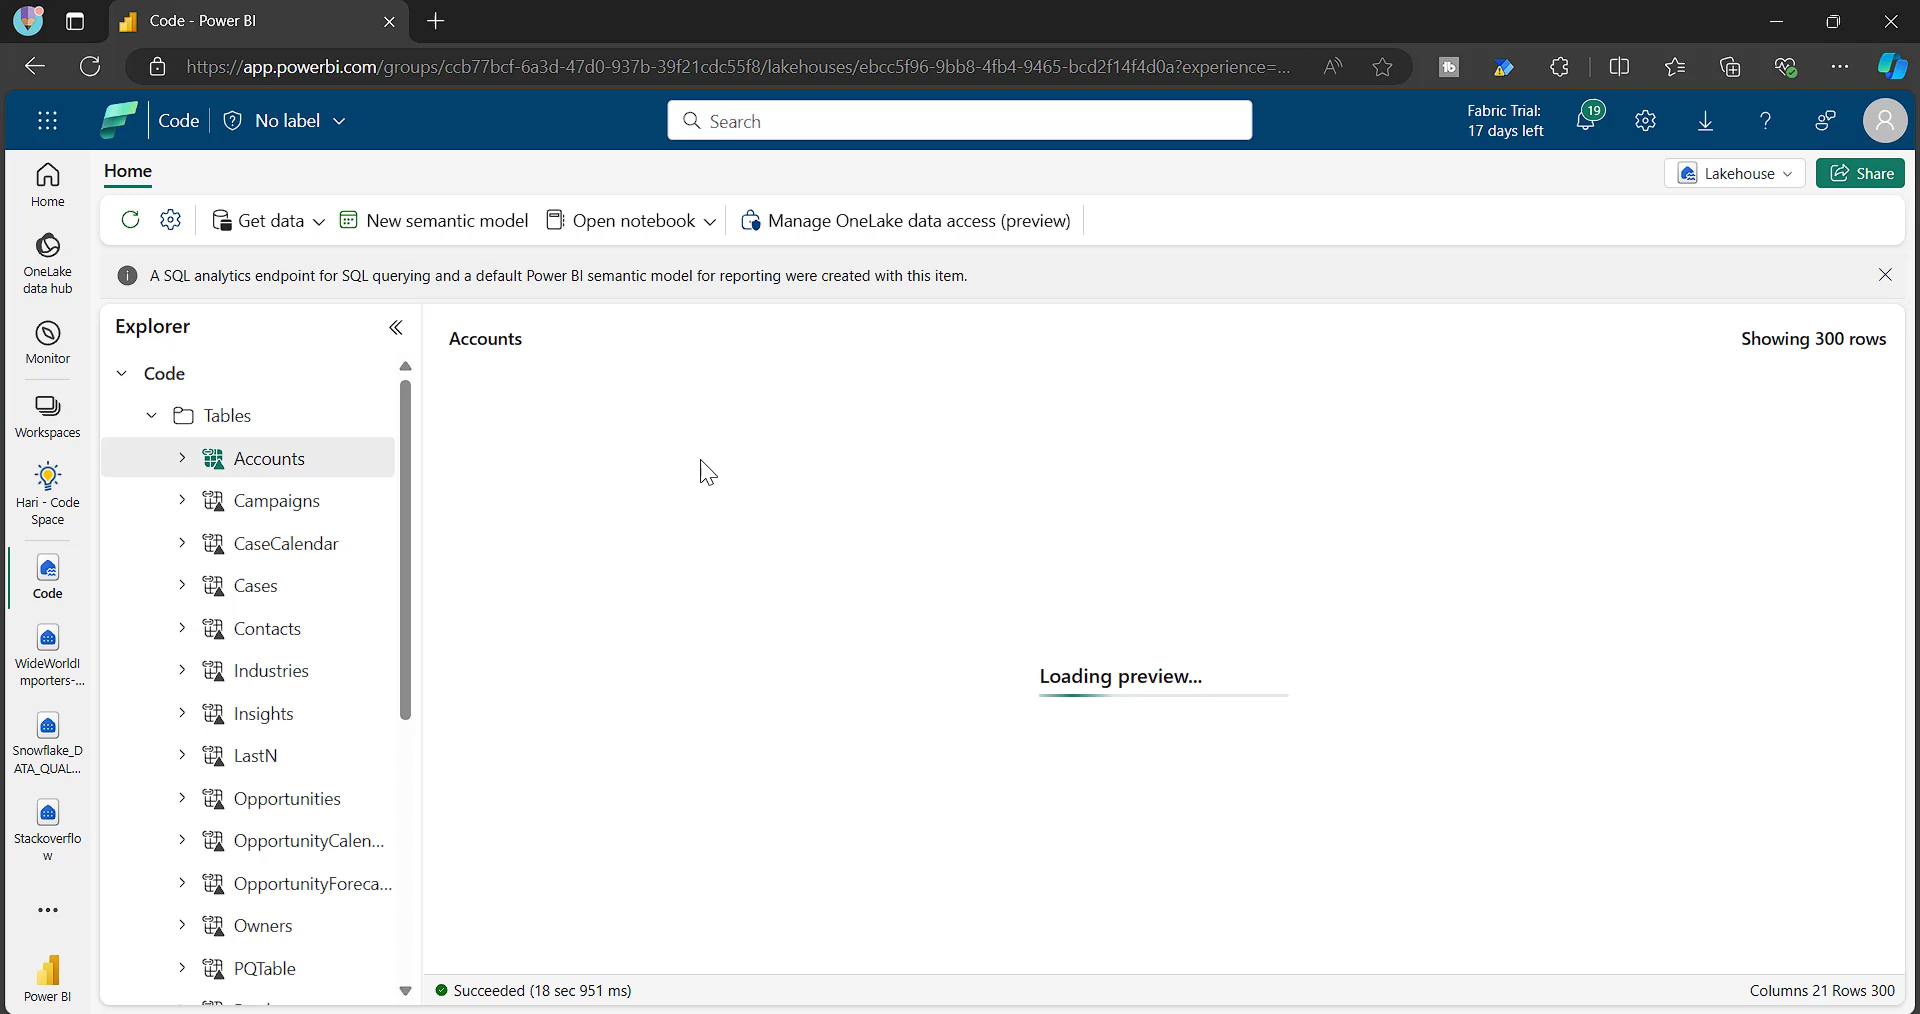 Code - Power BI
https://app.powerbi.com/groups/ccb77bcf-6a3d-47d0-937b-39f21cdc55f8/lakehouses/ebcc5f96-9bb8-4fb4-9465-bcd2f14f4d0a?experience=...
Code
No label
Search
Fabric Trial:
17 days left
19
Home
Lakehouse
Share
Get data
New semantic model
Open notebook
Manage OneLake data access (preview)
A SQL analytics endpoint for SQL querying and a default Power BI semantic model for reporting were created with this item.
Home
OneLake
data hub
Monitor
Workspaces
Hari - Code
Space
Code
WideWorldI
mporters-...
Snowflake_D
ATA_QUAL...
Stackoverflo
w
Power BI
Explorer
Code
Tables
Accounts
Campaigns
CaseCalendar
Cases
Contacts
Industries
Insights
LastN
Opportunities
OpportunityCalen...
OpportunityForeca...
Owners
PQTable
Accounts
Showing 300 rows
Loading preview...
Succeeded (18 sec 951 ms)
Columns 21 Rows 300